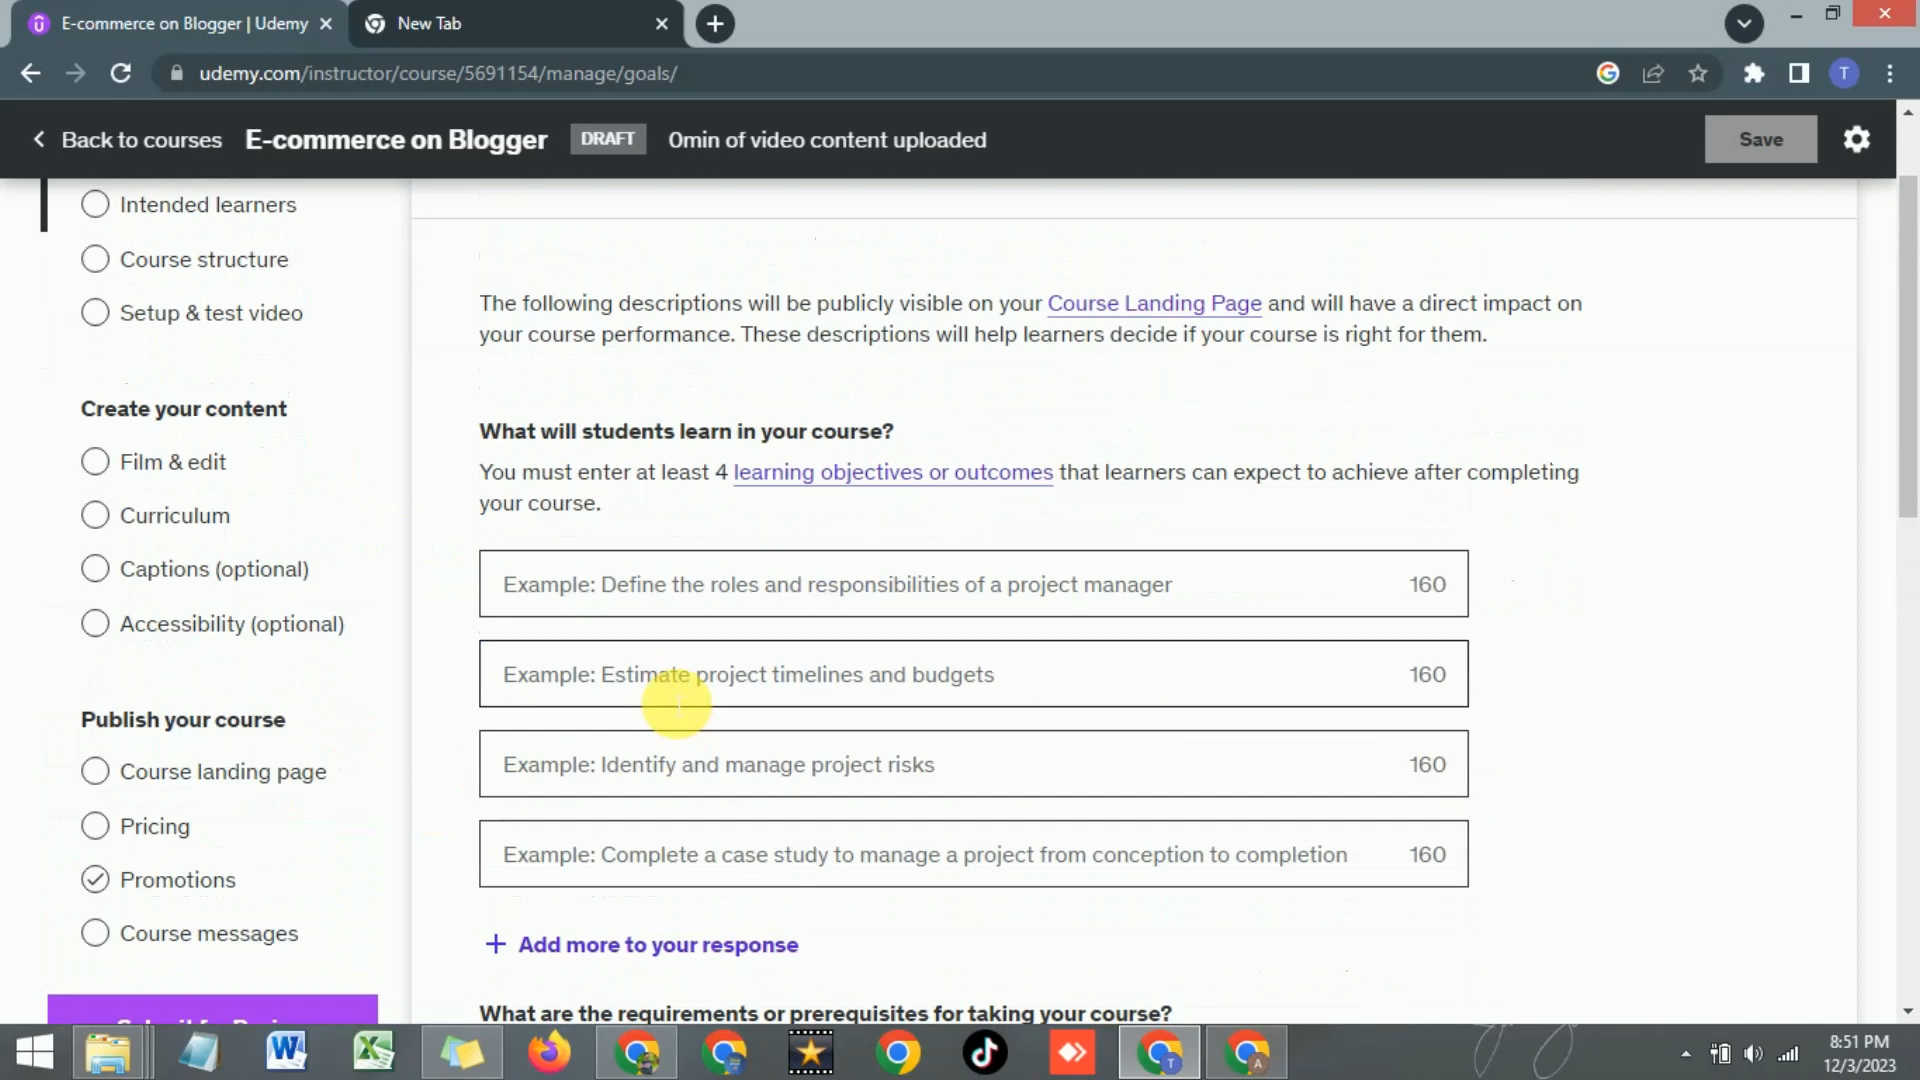 E-commerce on Blogger | Udemy
New Tab
udemy.com/instructor/course/5691154/manage/goals/
T
Back to courses
E-commerce on Blogger
DRAFT
0min of video content uploaded
Save
Intended learners
Course structure
Setup & test video
Create your content
Film & edit
Curriculum
Captions (optional)
Accessibility (optional)
Publish your course
Course landing page
Pricing
Promotions
Course messages
The following descriptions will be publicly visible on your Course Landing Page and will have a direct impact on
your course performance. These descriptions will help learners decide if your course is right for them.
What will students learn in your course?
You must enter at least 4 learning objectives or outcomes that learners can expect to achieve after completing
your course.
Example: Define the roles and responsibilities of a project manager 160
Example: Estimate project timelines and budgets 160
Example: Identify and manage project risks 160
Example: Complete a case study to manage a project from conception to completion 160
+ Add more to your response
What are the requirements or prerequisites for taking your course?
8:51 PM
12/3/2023